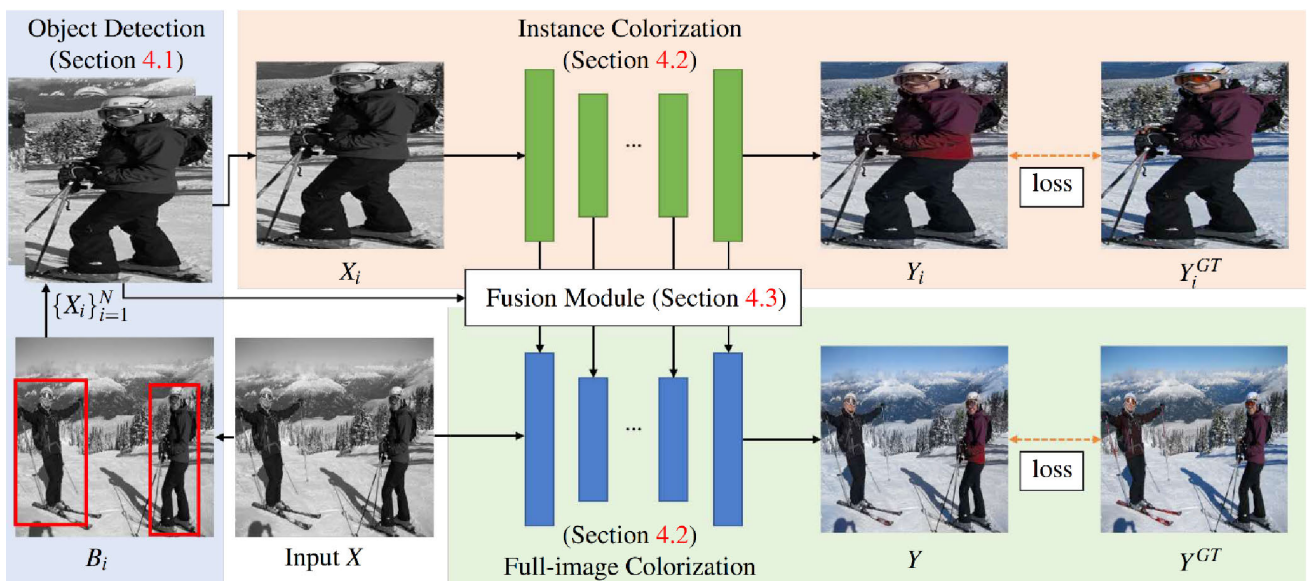 Object Detection
(Section 4.1)
Instance Colorization
(Section 4.2)
...
loss
X_i
Y_i
Y_i^{GT}
Fusion Module (Section 4.3)
{X_i}_{i=1}^N
...
loss
(Section 4.2)
Full-image Colorization
B_i
Input X
Y
Y^{GT}